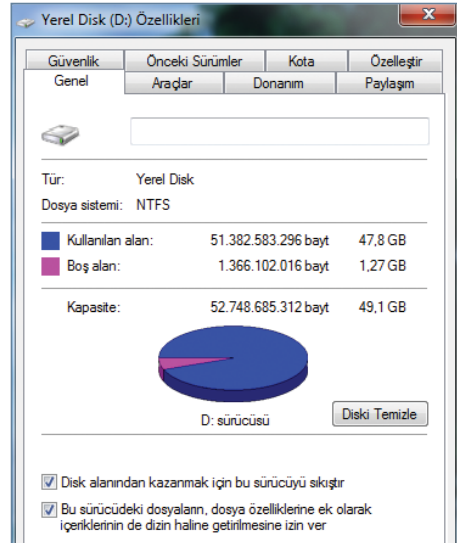 Yerel Disk (D:) Özellikleri
Güvenlik Önceki Sürümler Kota Özelleştir
Genel Araçlar Donanım Paylaşım
Tür: Yerel Disk
Dosya sistemi: NTFS
Kullanılan alan: 51.382.583.296 bayt 47,8 GB
Boş alan: 1.366.102.016 bayt 1,27 GB
Kapasite: 52.748.685.312 bayt 49,1 GB
D: sürücüsü Diski Temizle
Disk alanından kazanmak için bu sürücüyü sıkıştır
Bu sürücüdeki dosyaların, dosya özelliklerine ek olarak
içeriklerinin de dizin haline getirilmesine izin ver